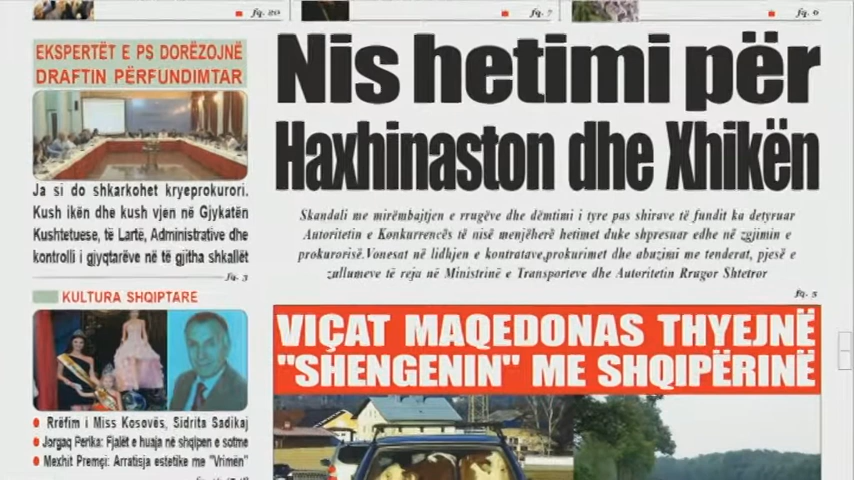 fq. 20
fq. 7
fq. 6
EKSPERTËT E PS DORËZOJNË
DRAFTIN PËRFUNDIMTAR
Ja si do shkarkohet kryeprokurori.
Kush ikën dhe kush vjen në Gjykatën
Kushtetuese, të Lartë, Administrative dhe
kontrolli i gjyqtarëve në të gjitha shkallët
fq. 3
KULTURA SHQIPTARE
Rrëfim i Miss Kosovës, Sidrita Sadikaj
Jorgaq Perika: Fjalët e huaja në shqipen e sotme
Mexhit Premçi: Arratisja estetike me "Vrimën"
Nis hetimi për
Haxhinaston dhe Xhikën
Skandali me mirëmbajtjen e rrugëve dhe dëmtimi i tyre pas shirave të fundit ka detyruar
Autoritetin e Konkurrencës të nisë menjëherë hetimet duke shpresuar edhe në zgjimin e
prokurorisë.Vonesat në lidhjen e kontratave,prokurimet dhe abuzimi me tenderat, pjesë e
zullumeve të reja në Ministrinë e Transporteve dhe Autoritetin Rrugor Shtetror
fq. 5
VIÇAT MAQEDONAS THYEJNË
"SHENGENIN" ME SHQIPËRINË